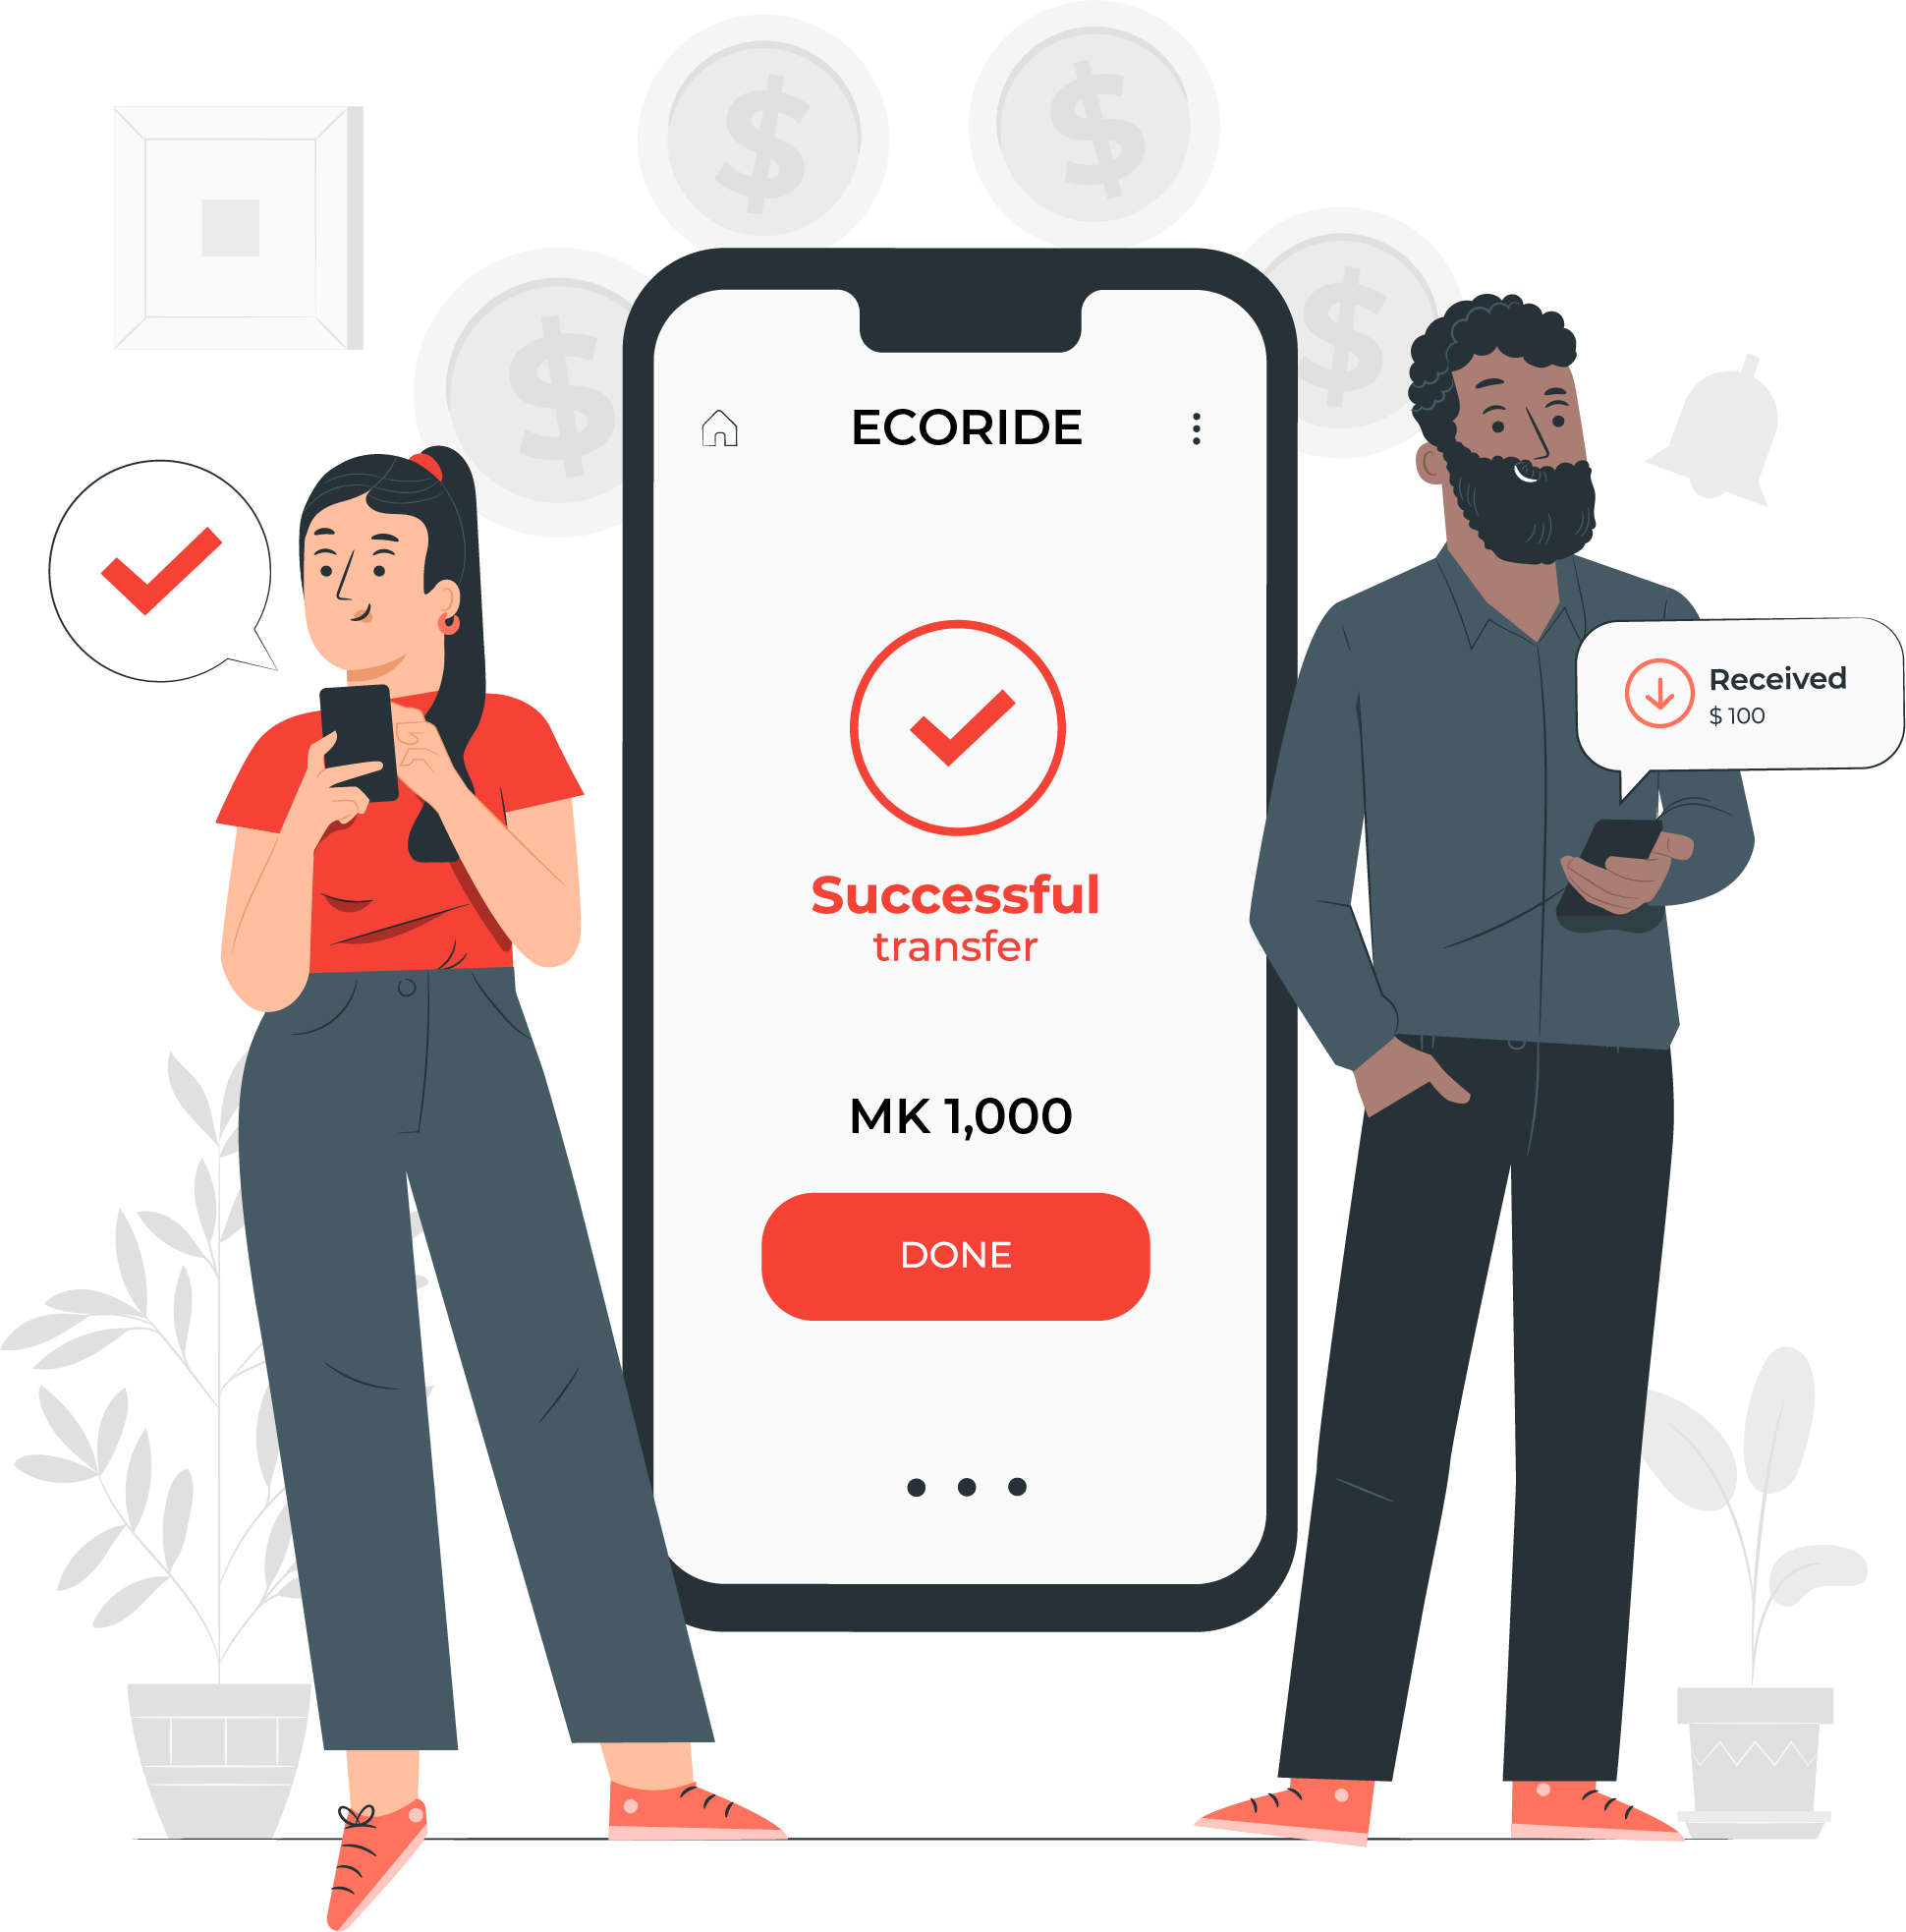 ECORIDE
Received
$ 100
Successful
transfer
MK 1,000
DONE